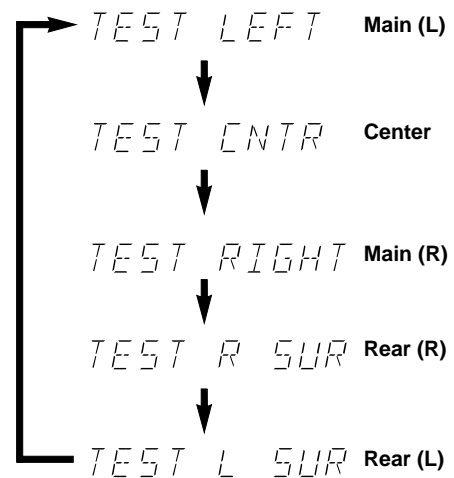 TEST LEFT Main (L)
TEST CNTR Center
TEST RIGHT Main (R)
TEST R SUR Rear (R)
TEST L SUR Rear (L)